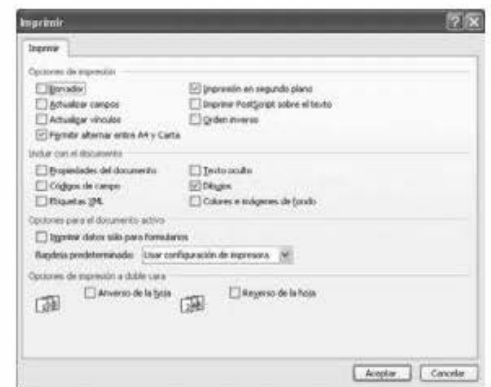 Imprimir
Imprimir
Opciones de impresión
Borrador
Impresión en segundo plano
Actualizar campos
Imprimir PostScript sobre el texto
Actualizar vínculos
Orden inverso
Permitir alternar entre A4 y Carta
Incluir con el documento
Propiedades del documento
Texto oculto
Códigos de campo
Dibujos
Etiquetas XML
Colores e imágenes de fondo
Opciones para el documento activo
Imprimir datos sólo para formularios
Bandeja predeterminada: Usar configuración de impresora
Opciones de impresión a doble cara
Anverso de la hoja
Reverso de la hoja
Aceptar Cancelar